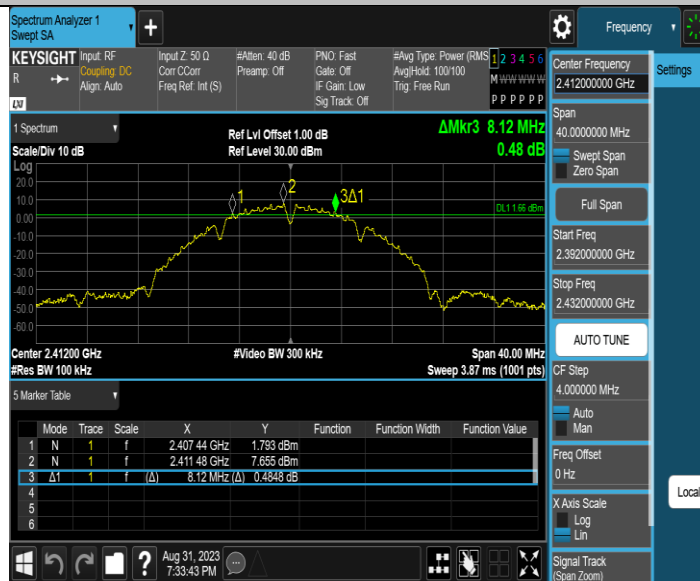 Spectrum Analyzer 1
Swept SA
+
Frequency
KEYSIGHT
R
LXI
Input: RF
Coupling: DC
Align: Auto
Input Z: 50 Ω
Corr CCorr
Freq Ref: Int (S)
#Atten: 40 dB
Preamp: Off
PNO: Fast
Gate: Off
IF Gain: Low
Sig Track: Off
#Avg Type: Power (RMS
Avg|Hold: 100/100
Trig: Free Run
1 2 3 4 5 6
M W W W W W
P P P P P P
1 Spectrum
Scale/Div 10 dB
Ref Lvl Offset 1.00 dB
Ref Level 30.00 dBm
ΔMkr3 8.12 MHz
0.48 dB
Log
20.0
10.0
0.00
-10.0
-20.0
-30.0
-40.0
-50.0
-60.0
1
2
3Δ1
DL1 1.66 dBm
Center 2.41200 GHz
#Res BW 100 kHz
#Video BW 300 kHz
Span 40.00 MHz
Sweep 3.87 ms (1001 pts)
5 Marker Table
Mode Trace Scale X Y Function Function Width Function Value
1 N 1 f 2.407 44 GHz 1.793 dBm
2 N 1 f 2.411 48 GHz 7.655 dBm
3 Δ1 1 f (Δ) 8.12 MHz (Δ) 0.4848 dB
4
5
6
Aug 31, 2023
7:33:43 PM
?
Center Frequency
2.412000000 GHz
Settings
Span
40.0000000 MHz
Swept Span
Zero Span
Full Span
Start Freq
2.392000000 GHz
Stop Freq
2.432000000 GHz
AUTO TUNE
CF Step
4.000000 MHz
Auto
Man
Freq Offset
0 Hz
X Axis Scale
Log
Lin
Signal Track
(Span Zoom)
Local